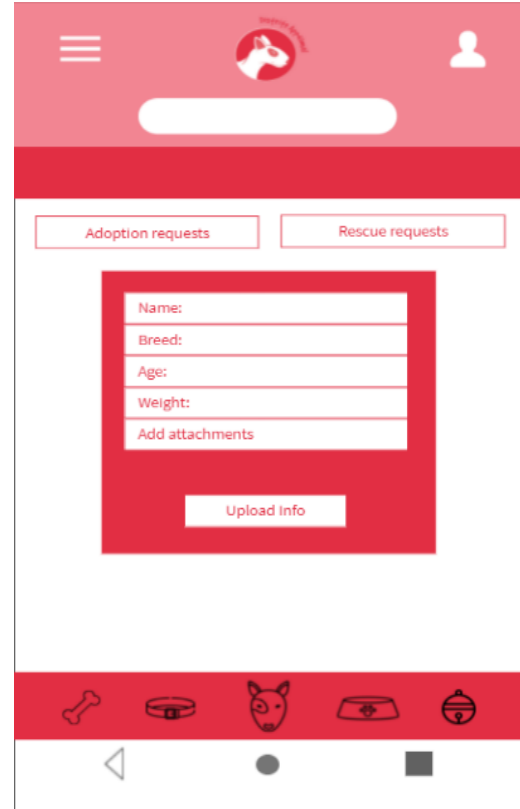 Adoption requests
Rescue requests
Name:
Breed:
Age:
Weight:
Add attachments
Upload Info